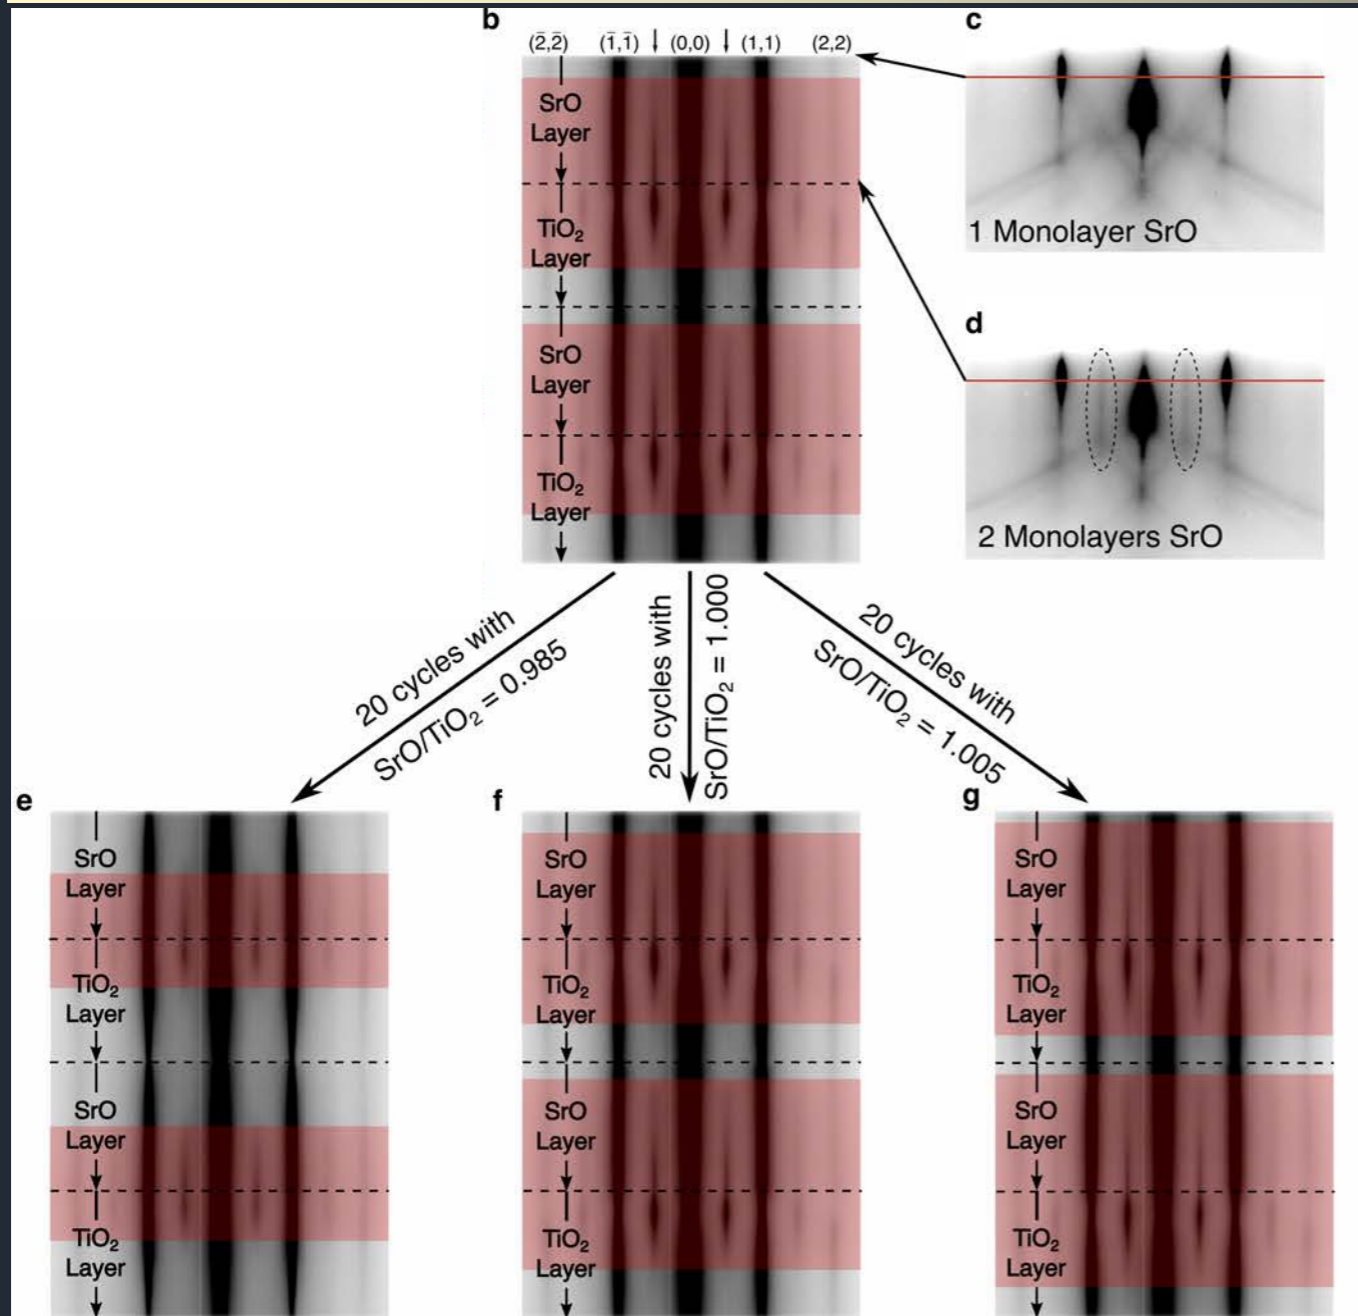 b
(2̄,2̄) (1̄,1̄) (0,0) (1,1) (2,2)
SrO
Layer
TiO₂
Layer
SrO
Layer
TiO₂
Layer
c
1 Monolayer SrO
d
2 Monolayers SrO
20 cycles with
SrO/TiO₂ = 0.985
20 cycles with
SrO/TiO₂ = 1.000
20 cycles with
SrO/TiO₂ = 1.005
e
SrO
Layer
TiO₂
Layer
SrO
Layer
TiO₂
Layer
f
SrO
Layer
TiO₂
Layer
SrO
Layer
TiO₂
Layer
g
SrO
Layer
TiO₂
Layer
SrO
Layer
TiO₂
Layer